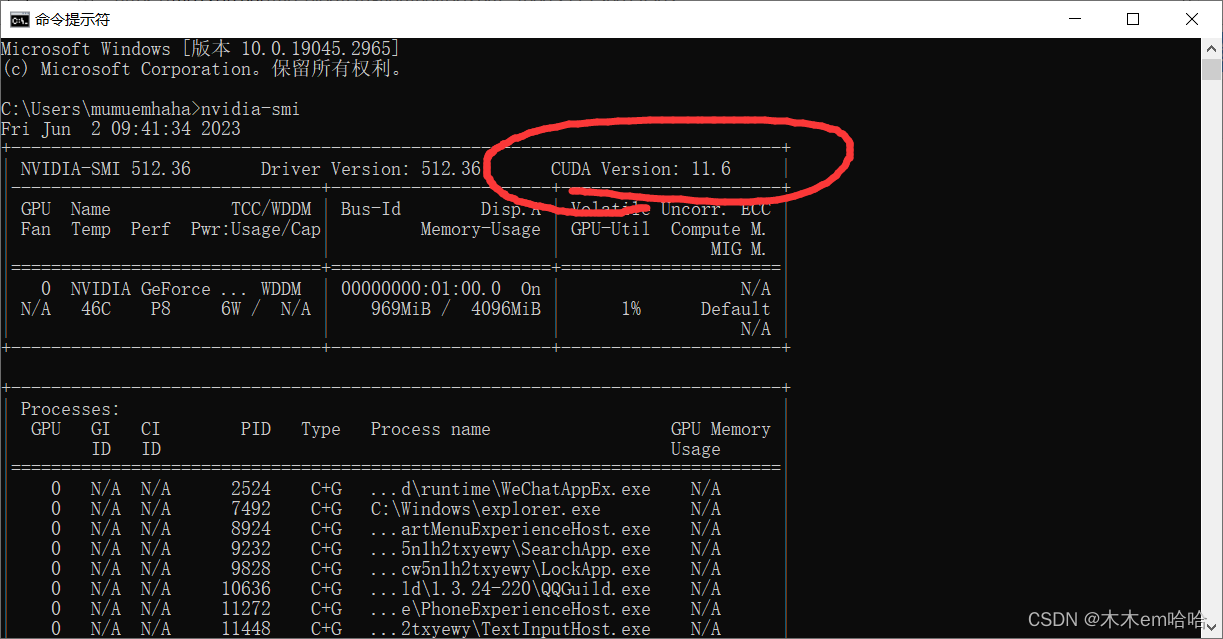 命令提示符
Microsoft Windows [版本 10.0.19045.2965]
(c) Microsoft Corporation。保留所有权利。
C:\Users\mumuemhaha>nvidia-smi
Fri Jun  2 09:41:34 2023
NVIDIA-SMI 512.36 Driver Version: 512.36 CUDA Version: 11.6
GPU Name TCC/WDDM Bus-Id Disp.A Volatile Uncorr. ECC
Fan Temp Perf Pwr:Usage/Cap Memory-Usage GPU-Util Compute M.
MIG M.
0 NVIDIA GeForce ... WDDM 00000000:01:00.0 On N/A
N/A 46C P8 6W / N/A 969MiB / 4096MiB 1% Default
N/A
Processes:
GPU GI CI PID Type Process name GPU Memory
ID ID Usage
0 N/A N/A 2524 C+G ...d\runtime\WeChatAppEx.exe N/A
0 N/A N/A 7492 C+G C:\Windows\explorer.exe N/A
0 N/A N/A 8924 C+G ...artMenuExperienceHost.exe N/A
0 N/A N/A 9232 C+G ...5n1h2txyewy\SearchApp.exe N/A
0 N/A N/A 9828 C+G ...cw5n1h2txyewy\LockApp.exe N/A
0 N/A N/A 10636 C+G ...ld\1.3.24-220\QQGuild.exe N/A
0 N/A N/A 11272 C+G ...e\PhoneExperienceHost.exe N/A
0 N/A N/A 11448 C+G ...2txyewy\TextInputHost.exe N/A
CSDN @木木em哈哈